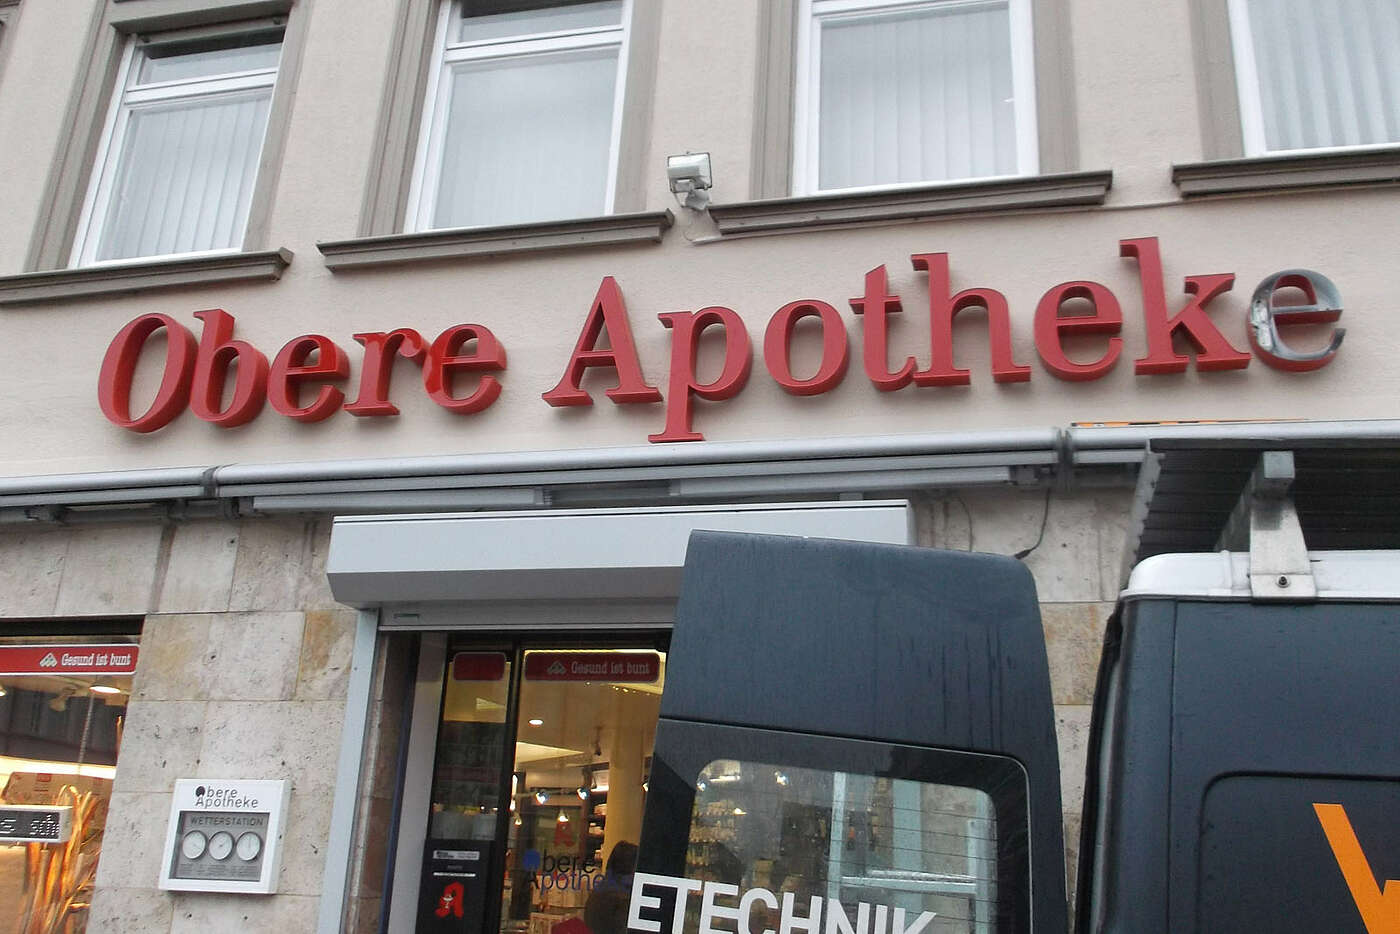 Obere Apotheke
Gesund ist bunt
Gesund ist bunt
Obere
Apotheke
WETTERSTATION
Obere
Apotheke
ETECHNIK